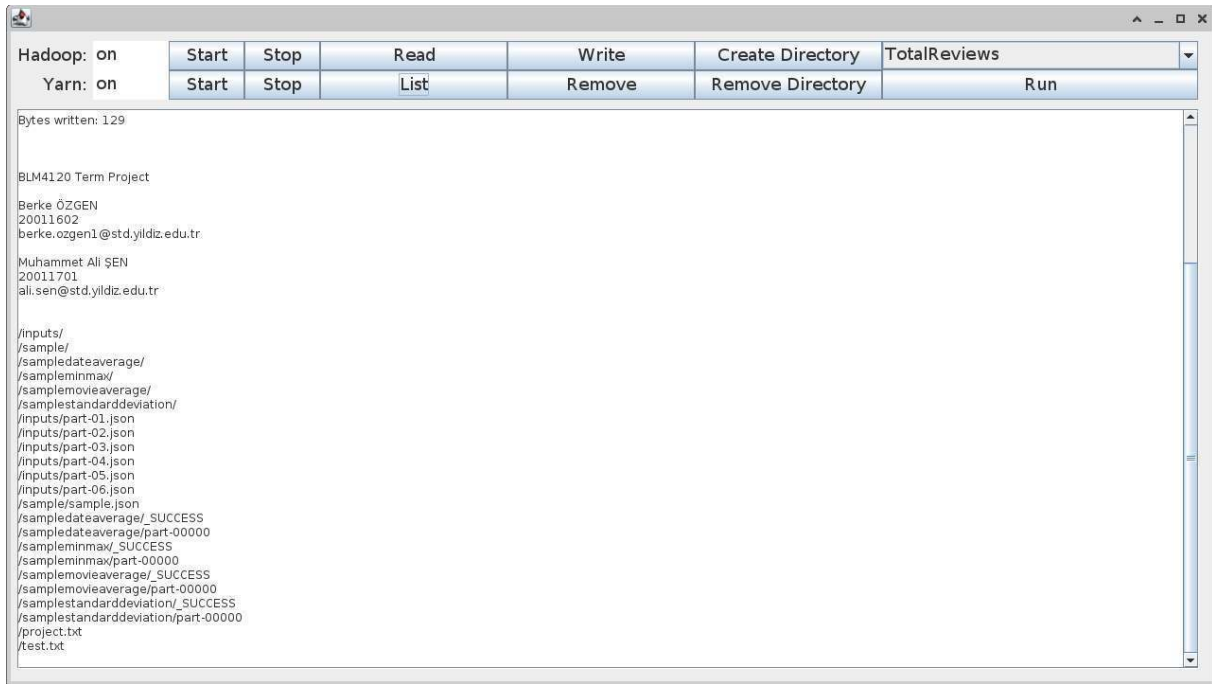 Hadoop: on Start Stop Read Write Create Directory TotalReviews
Yarn: on Start Stop List Remove Remove Directory Run
Bytes written: 129
BLM4120 Term Project
Berke ÖZGEN
20011602
berke.ozgen1@std.yildiz.edu.tr
Muhammet Ali ŞEN
20011701
ali.sen@std.yildiz.edu.tr
/inputs/
/sample/
/sampledateaverage/
/sampleminmax/
/samplemovieaverage/
/samplestandarddeviation/
/inputs/part-01.json
/inputs/part-02.json
/inputs/part-03.json
/inputs/part-04.json
/inputs/part-05.json
/inputs/part-06.json
/sample/sample.json
/sampledateaverage/_SUCCESS
/sampledateaverage/part-00000
/sampleminmax/_SUCCESS
/sampleminmax/part-00000
/samplemovieaverage/_SUCCESS
/samplemovieaverage/part-00000
/samplestandarddeviation/_SUCCESS
/samplestandarddeviation/part-00000
/project.txt
/test.txt